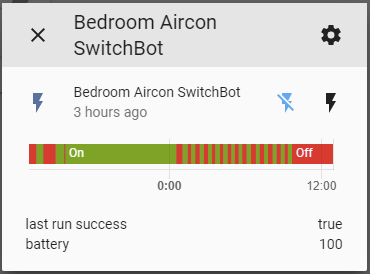 Bedroom Aircon
SwitchBot
Bedroom Aircon SwitchBot
3 hours ago
On
Off
0:00
12:00
last run success true
battery 100